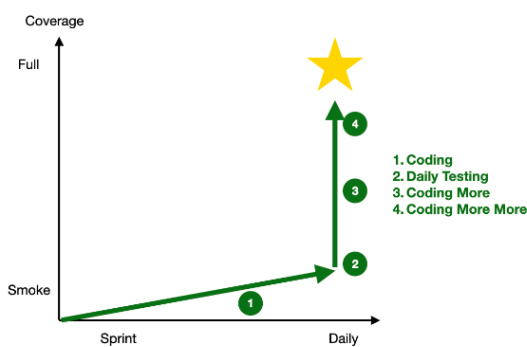 Coverage
Full
4
1. Coding
2. Daily Testing
3. Coding More
4. Coding More More
3
2
Smoke
1
Sprint
Daily